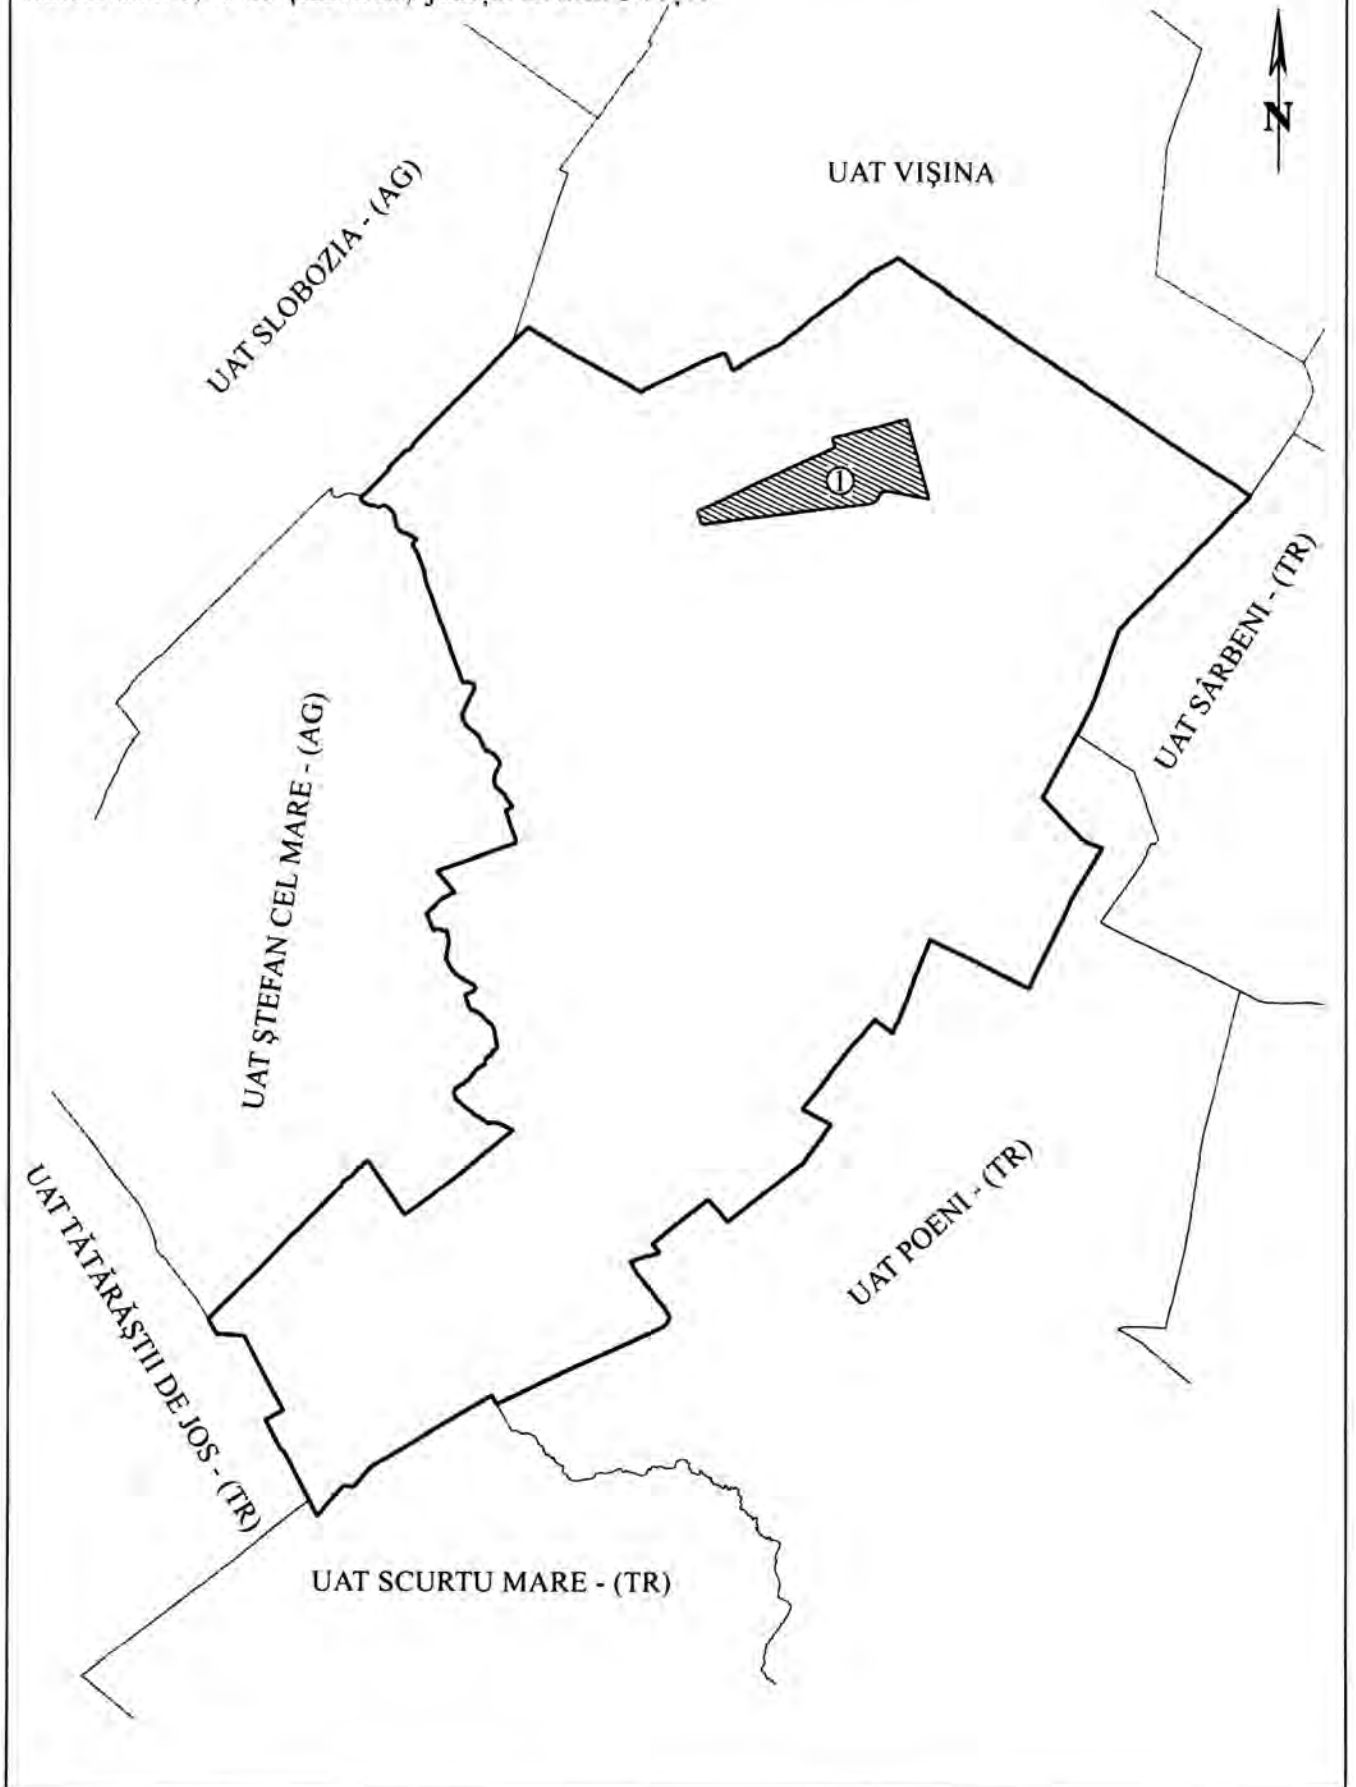 N
UAT VIŞINA
UAT SLOBOZIA - (AG)
1
UAT SÂRBENI - (TR)
UAT ŞTEFAN CEL MARE - (AG)
UAT TĂTĂRĂŞTII DE JOS - (TR)
UAT POENI - (TR)
UAT SCURTU MARE - (TR)